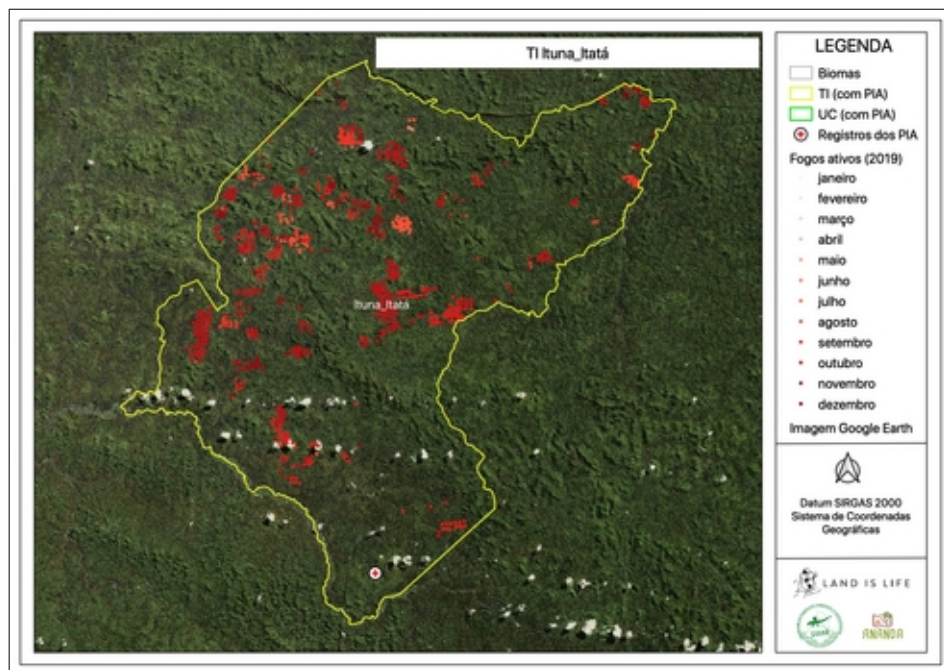 TI Ituna_Itatá
Ituna_Itatá
LEGENDA
Biomas
TI (com PIA)
UC (com PIA)
Registros dos PIA
Fogos ativos (2019)
janeiro
fevereiro
março
abril
maio
junho
julho
agosto
setembro
outubro
novembro
dezembro
Imagem Google Earth
Datum SIRGAS 2000
Sistema de Coordenadas
Geográficas
LAND IS LIFE
ANANDA